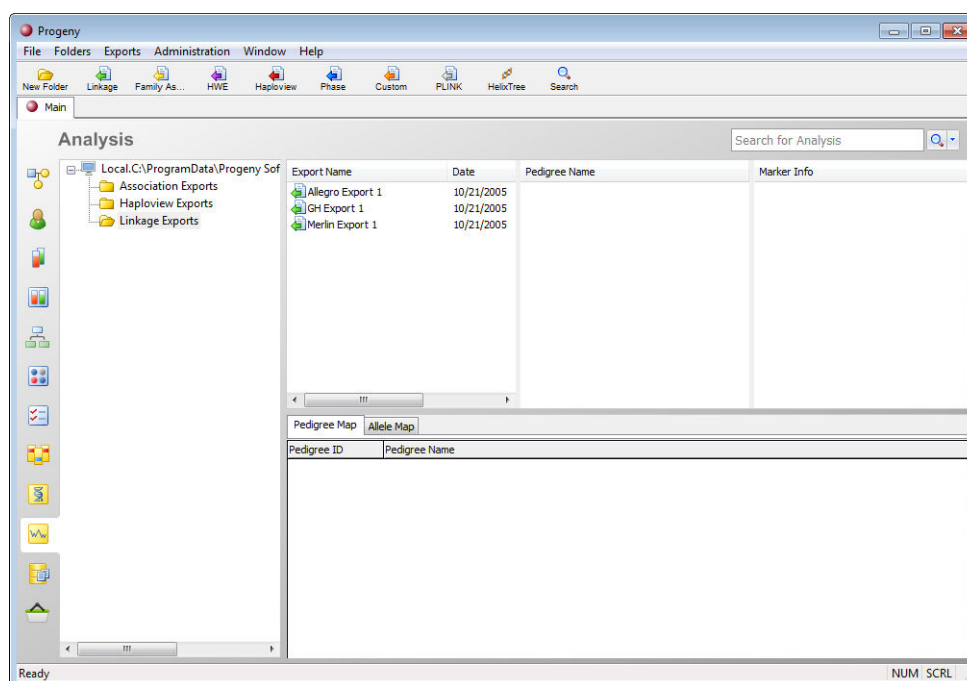 Progeny
File Folders Exports Administration Window Help
New Folder Linkage Family As... HWE Haploview Phase Custom PLINK HelixTree Search
Main
Analysis
Search for Analysis
Local.C:\ProgramData\Progeny Sof
Association Exports
Haploview Exports
Linkage Exports
Export Name Date Pedigree Name Marker Info
Allegro Export 1 10/21/2005
GH Export 1 10/21/2005
Merlin Export 1 10/21/2005
Pedigree Map Allele Map
Pedigree ID Pedigree Name
Ready NUM SCRL